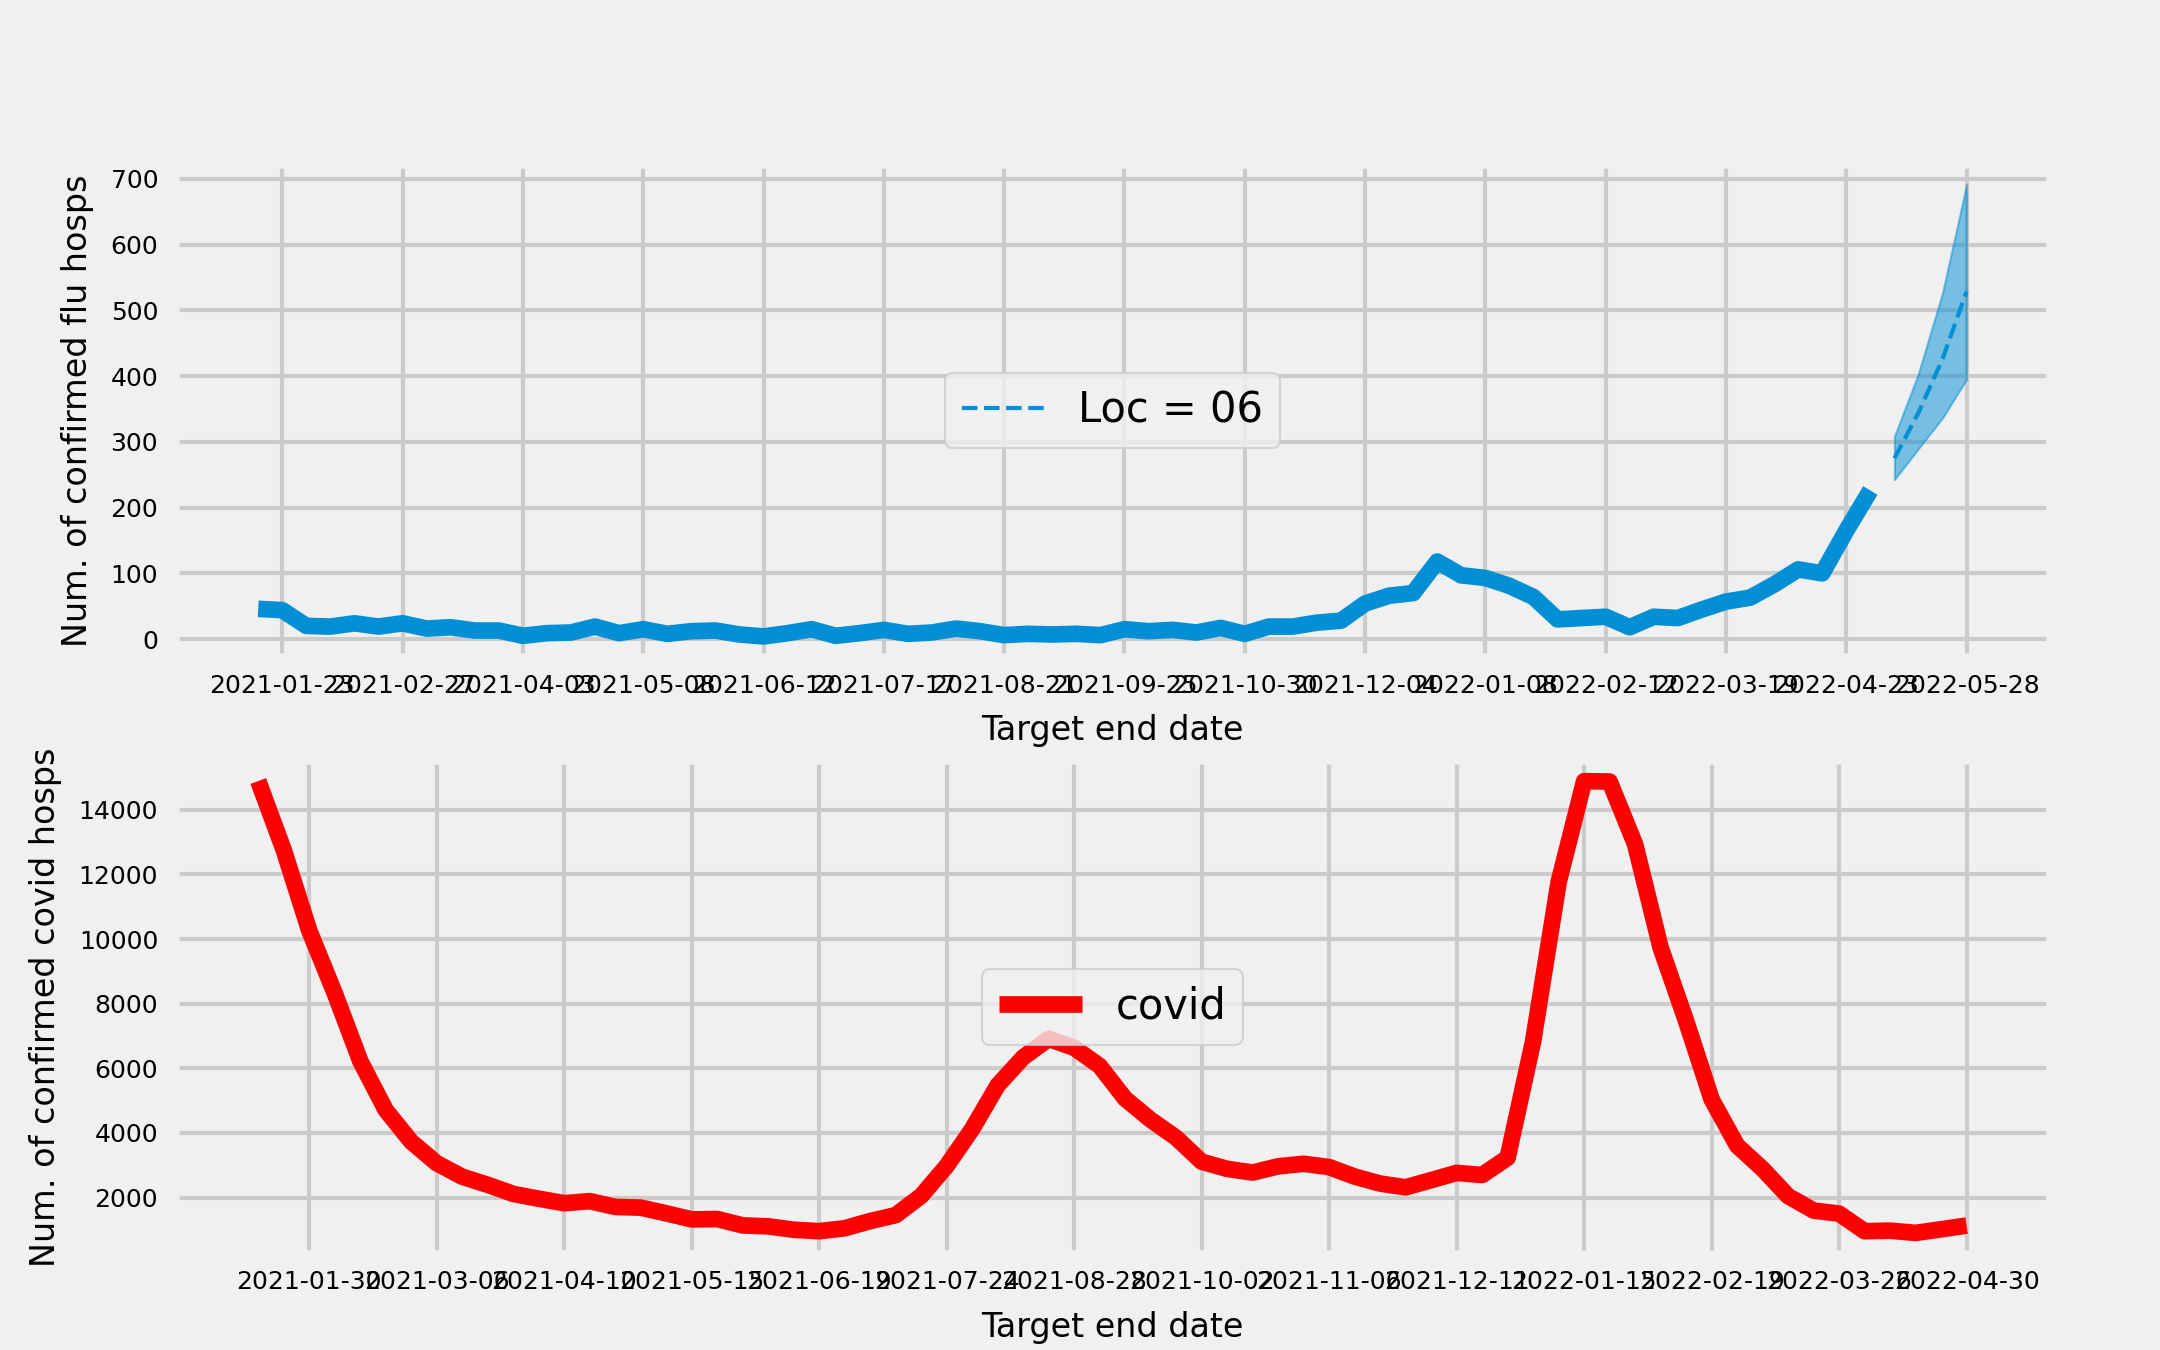 Num. of confirmed flu hosps
700
600
500
400
300
200
100
0
Loc = 06
2021-01-23 2021-02-27 2021-04-03 2021-05-08 2021-06-12 2021-07-17 2021-08-21 2021-09-25 2021-10-30 2021-12-04 2022-01-08 2022-02-12 2022-03-19 2022-04-23 2022-05-28
Target end date
Num. of confirmed covid hosps
14000
12000
10000
8000
6000
4000
2000
covid
2021-01-30 2021-03-06 2021-04-10 2021-05-15 2021-06-19 2021-07-24 2021-08-28 2021-10-02 2021-11-06 2021-12-11 2022-01-15 2022-02-19 2022-03-26 2022-04-30
Target end date